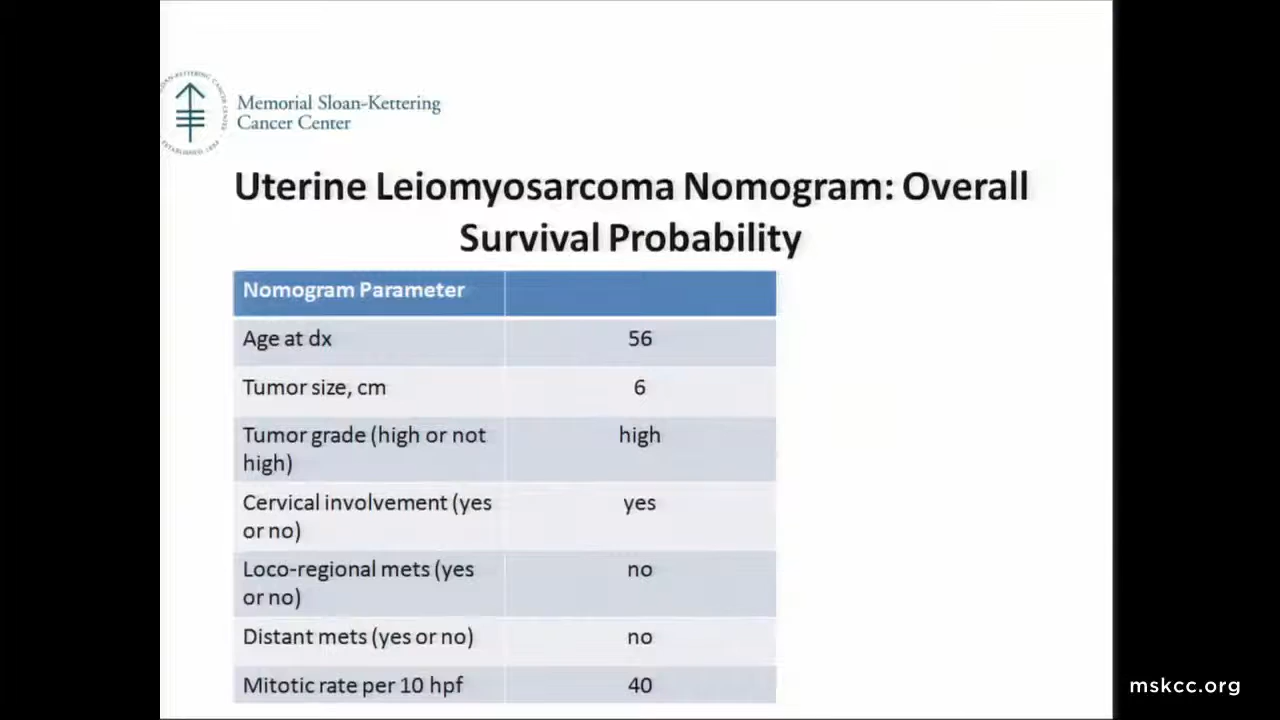 Memorial Sloan-Kettering
Cancer Center
Uterine Leiomyosarcoma Nomogram: Overall
Survival Probability
Nomogram Parameter
Age at dx 56
Tumor size, cm 6
Tumor grade (high or not high
high)
Cervical involvement (yes yes
or no)
Loco-regional mets (yes no
or no)
Distant mets (yes or no) no
Mitotic rate per 10 hpf 40
mskcc.org